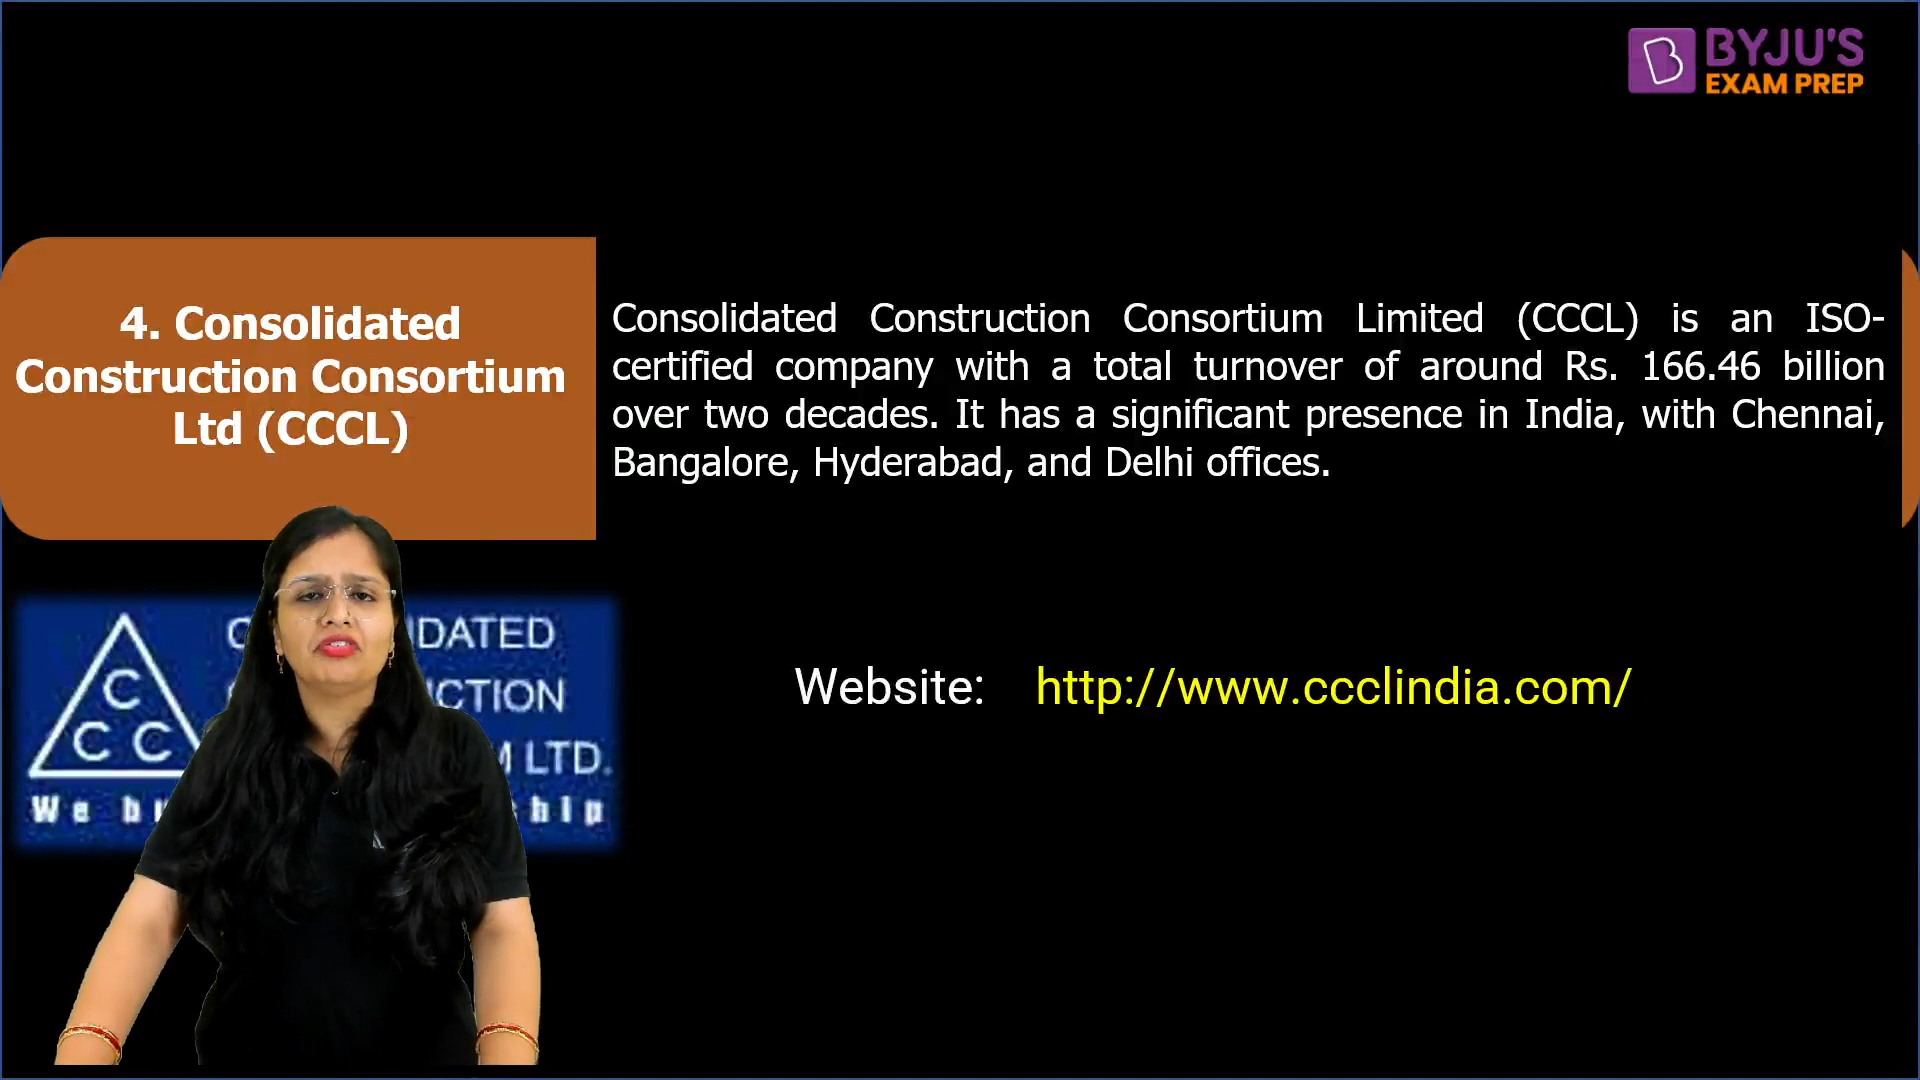 BYJU'S
EXAM PREP
4. Consolidated
Construction Consortium
Ltd (CCCL)
Consolidated Construction Consortium Limited (CCCL) is an ISO-
certified company with a total turnover of around Rs. 166.46 billion
over two decades. It has a significant presence in India, with Chennai,
Bangalore, Hyderabad, and Delhi offices.
C
C C
LTD.
We
Website: http://www.ccclindia.com/